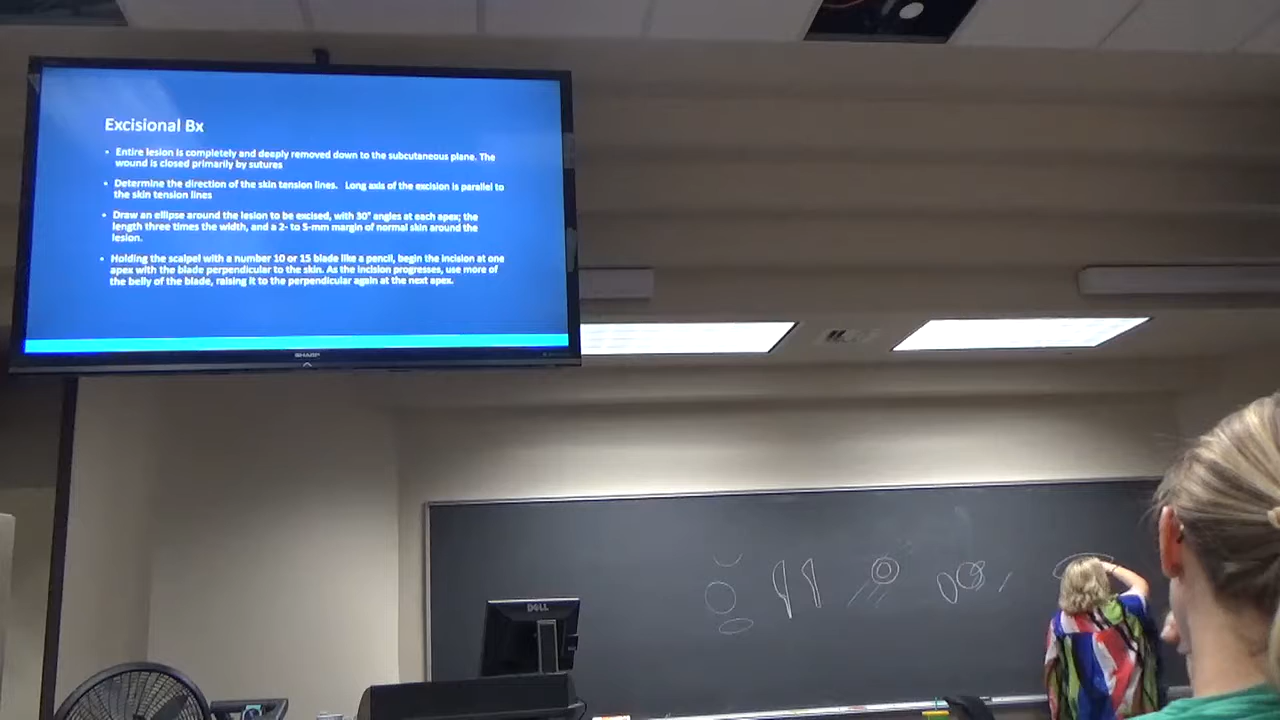 Excisional Bx
• Entire lesion is completely and deeply removed down to the subcutaneous plane. The
wound is closed primarily by sutures
• Determine the direction of the skin tension lines. Long axis of the excision is parallel to
the skin tension lines
• Draw an ellipse around the lesion to be excised, with 30° angles at each apex; the
length three times the width, and a 2- to 5-mm margin of normal skin around the
lesion.
• Holding the scalpel with a number 10 or 15 blade like a pencil, begin the incision at one
apex with the blade perpendicular to the skin. As the incision progresses, use more of
the belly of the blade, raising it to the perpendicular again at the next apex.
SHARP
DELL